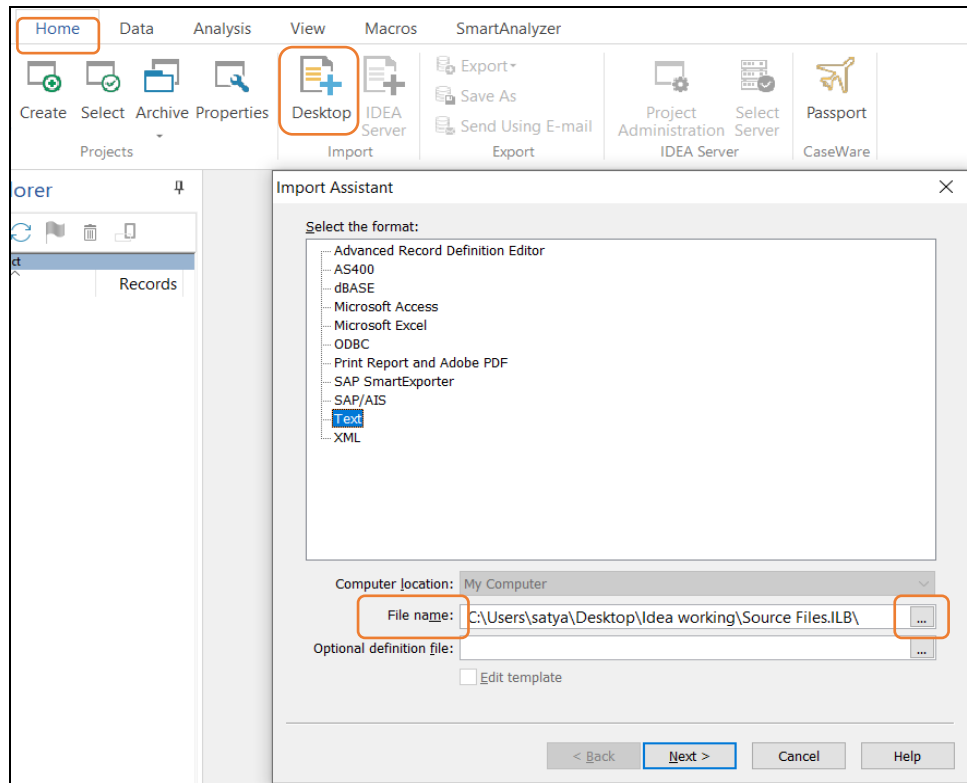 Home Data Analysis View Macros SmartAnalyzer
Create Select Archive Properties Desktop IDEA Server Export Save As Send Using E-mail Project Administration Select Server Passport
Projects Import Export IDEA Server CaseWare
lorer
ct
Records
Import Assistant
Select the format:
Advanced Record Definition Editor
AS400
dBASE
Microsoft Access
Microsoft Excel
ODBC
Print Report and Adobe PDF
SAP SmartExporter
SAP/AIS
Text
XML
Computer location: My Computer
File name: C:\Users\satya\Desktop\Idea working\Source Files.ILB\ ...
Optional definition file: ...
Edit template
< Back Next > Cancel Help